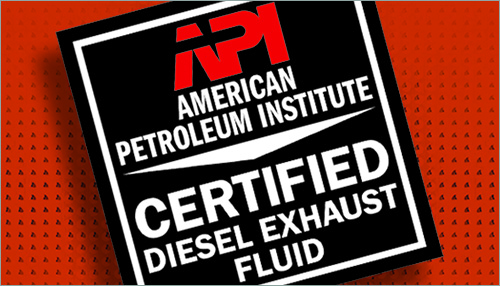 API
AMERICAN
PETROLEUM INSTITUTE
CERTIFIED
DIESEL EXHAUST
FLUID